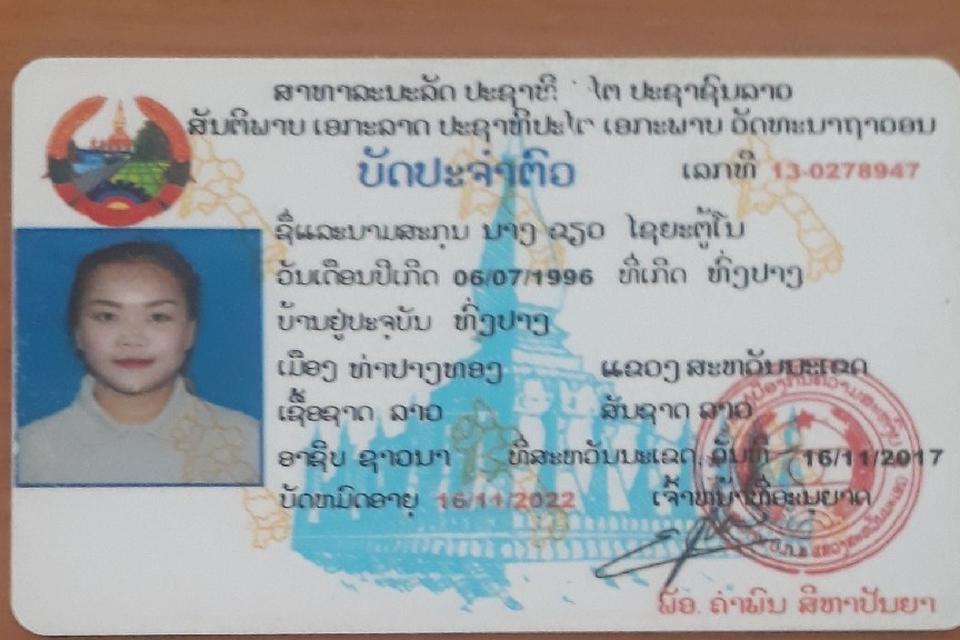 ສາທາລະນະລັດ ປະຊາທິ ໄຕ ປະຊາຊົນລາວ
ສັນຕິພາບ ເອກະລາດ ປະຊາທິປະໄຕ ເອກະພາບ ວັດທະນາຖາວອນ
ບັດປະຈຳຕົວ ເລກທີ 13-0278947
ຊື່ແລະນາມສະກຸນ ນາງ ຂຽວ ໄຊຍະຕູ້ໂນ
ວັນເດືອນປີເກີດ 06/07/1996 ທີ່ເກີດ ທົ່ງປາງ
ບ້ານຢູ່ປະຈຸບັນ ທົ່ງປາງ
ເມືອງ ທ່າປາງທອງ ແຂວງ ສະຫວັນນະເຂດ
ເຊື້ອຊາດ ລາວ ສັນຊາດ ລາວ
ອາຊີບ ຊາວນາ ທີ່ສະຫວັນນະເຂດ, ວັນທີ 16/11/2017
ບັດຫມົດອາຍຸ 16/11/2022 ເຈົ້າຫນ້າທີ່ອະນຸຍາດ
ພັອ. ຄຳພົນ ສີຫາປັນຍາ